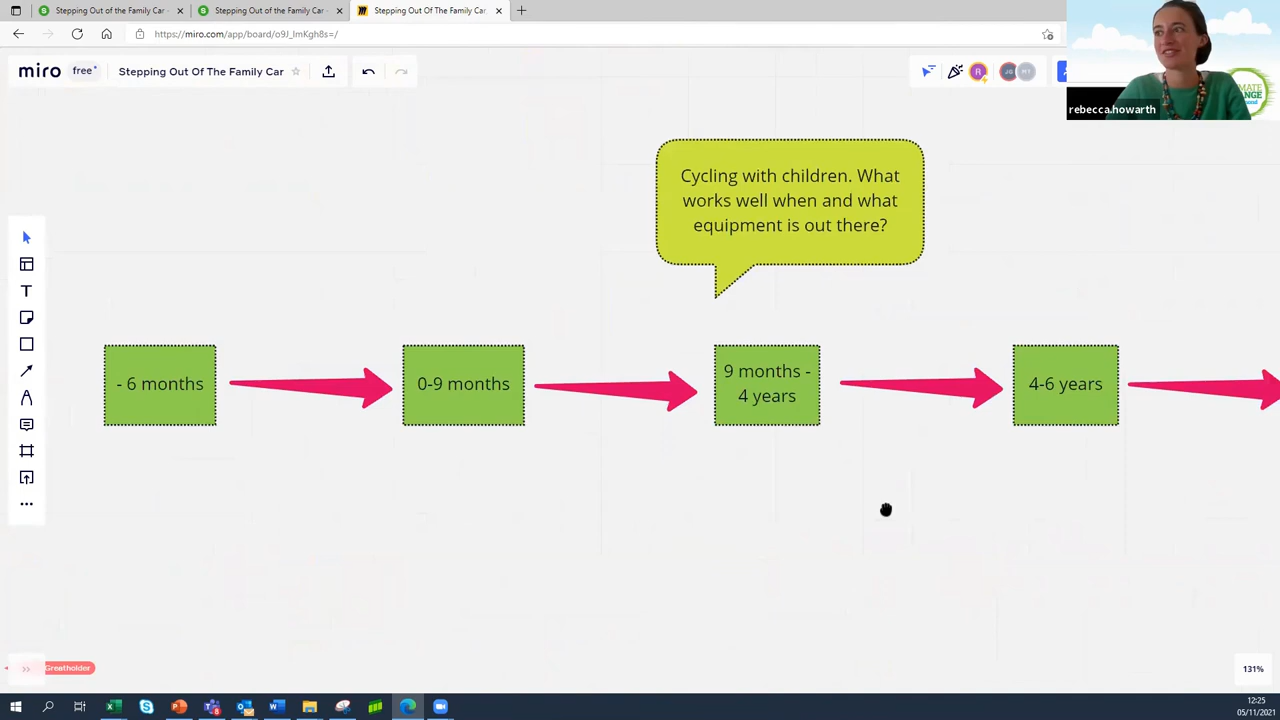 Stepping Out of the Family Car -
Stepping Out of the Family Car -
Stepping Out Of The Family Car,
https://miro.com/app/board/o9J_lmKgh8s=/
miro
free
Stepping Out Of The Family Car
R
JG
MT
rebecca.howarth
Cycling with children. What
works well when and what
equipment is out there?
- 6 months
0-9 months
9 months -
4 years
4-6 years
T
Greatholder
131%
12:25
05/11/2021